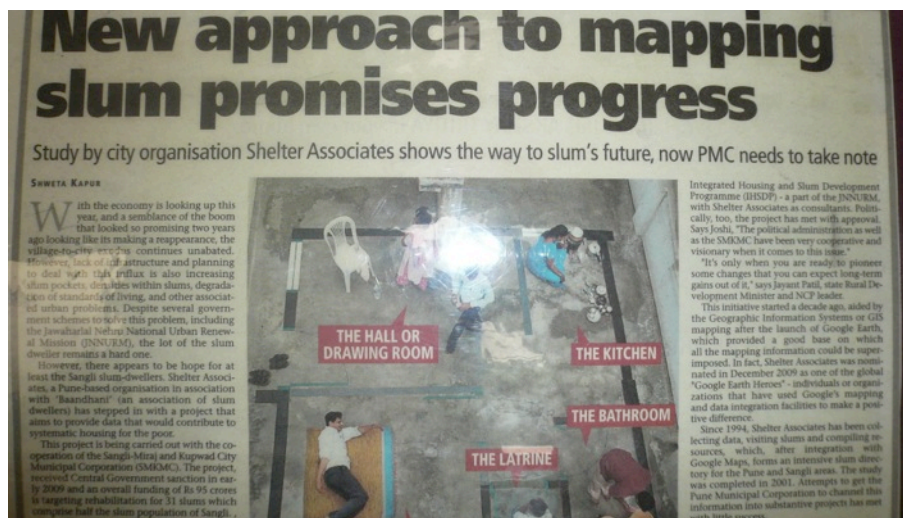 New approach to mapping
slum promises progress
Study by city organisation Shelter Associates shows the way to slum's future, now PMC needs to take note
SHWETA KAPUR
With the economy is looking up this
year, and a semblance of the boom
that looked so promising two years
ago looking like its making a reappearance, the
village-to-city exodus continues unabated.
However, lack of infrastructure and planning
to deal with this influx is also increasing
slum pockets, densities within slums, degrada-
tion of standards of living, and other associat-
ed urban problems. Despite several govern-
ment schemes to solve this problem, including
the Jawaharlal Nehru National Urban Renew-
al Mission (JNNURM), the lot of the slum
dweller remains a hard one.
However, there appears to be hope for at
least the Sangli slum-dwellers. Shelter Associ-
ates, a Pune-based organisation in association
with 'Baandhani' (an association of slum
dwellers) has stepped in with a project that
aims to provide data that would contribute to
systematic housing for the poor.
This project is being carried out with the co-
operation of the Sangli-Miraj and Kupwad City
Municipal Corporation (SMKMC). The project,
received Central Government sanction in ear-
ly 2009 and an overall funding of Rs 95 crores
is targeting rehabilitation for 31 slums which
comprise half the slum population of Sangli.
THE HALL OR
DRAWING ROOM
THE KITCHEN
THE BATHROOM
THE LATRINE
Integrated Housing and Slum Development
Programme (IHSDP) - a part of the JNNURM,
with Shelter Associates as consultants. Politi-
cally, too, the project has met with approval.
Says Joshi, "The political administration as well
as the SMKMC have been very cooperative and
visionary when it comes to this issue."
"It's only when you are ready to pioneer
some changes that you can expect long-term
gains out of it," says Jayant Patil, state Rural De-
velopment Minister and NCP leader.
This initiative started a decade ago, aided by
the Geographic Information Systems or GIS
mapping after the launch of Google Earth,
which provided a good base on which
all the mapping information could be super-
imposed. In fact, Shelter Associates was nomi-
nated in December 2009 as one of the global
"Google Earth Heroes" - individuals or organi-
zations that have used Google's mapping
and data integration facilities to make a posi-
tive difference.
Since 1994, Shelter Associates has been col-
lecting data, visiting slums and compiling re-
sources, which, after integration with
Google Maps, forms an intensive slum direc-
tory for the Pune and Sangli areas. The study
was completed in 2001. Attempts to get the
Pune Municipal Corporation to channel this
information into substantive projects has met
with little success.